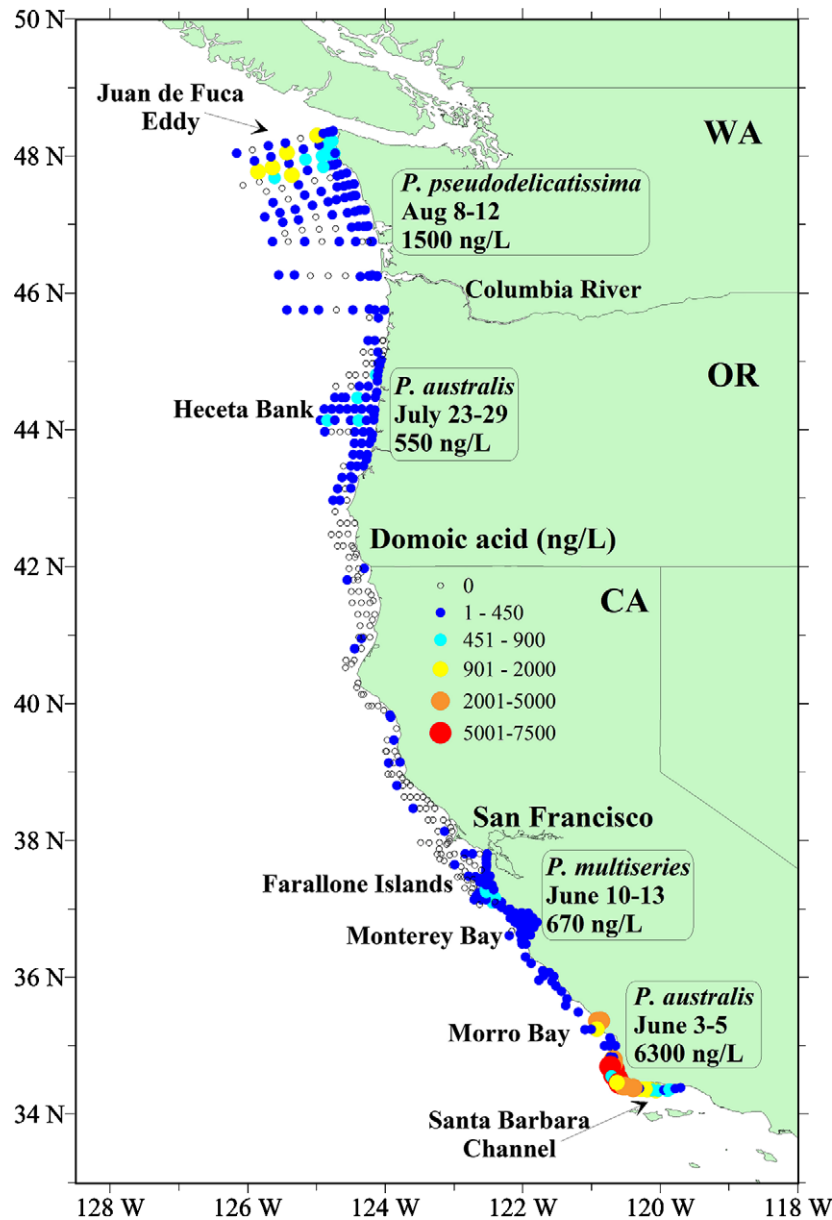 50 N
48 N
46 N
44 N
42 N
40 N
38 N
36 N
34 N
Juan de Fuca
Eddy
WA
P. pseudodelicatissima
Aug 8-12
1500 ng/L
Columbia River
OR
P. australis
July 23-29
550 ng/L
Heceta Bank
Domoic acid (ng/L)
0
1 - 450
451 - 900
901 - 2000
2001-5000
5001-7500
CA
San Francisco
Farallone Islands
P. multiseries
June 10-13
670 ng/L
Monterey Bay
P. australis
June 3-5
6300 ng/L
Morro Bay
Santa Barbara
Channel
128 W
126 W
124 W
122 W
120 W
118 W